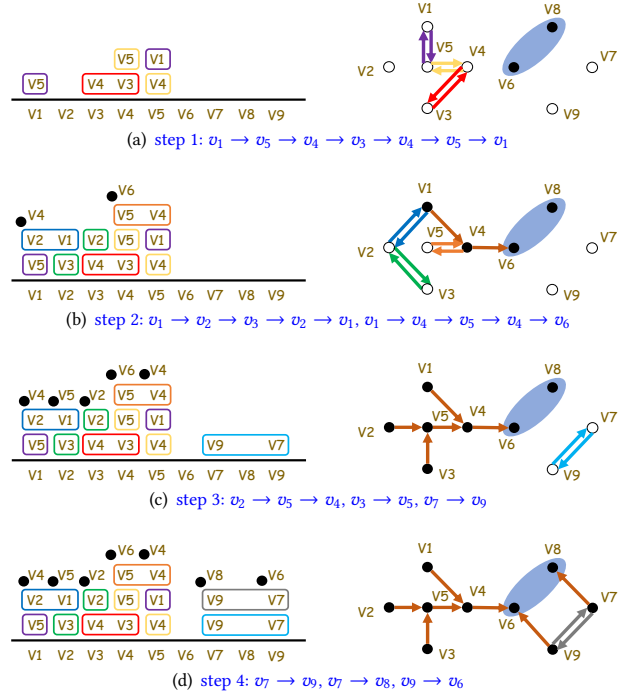 V5 V1
V5 V4 V3 V4
V1 V2 V3 V4 V5 V6 V7 V8 V9
V1
V8
V5 V4
V7
V2
V6
V3
V9
(a) step 1: v1 → v5 → v4 → v3 → v4 → v5 → v1
V6
V4 V5 V4
V2 V1 V2 V5 V1
V5 V3 V4 V3 V4
V1 V2 V3 V4 V5 V6 V7 V8 V9
V1
V8
V5 V4
V7
V2
V6
V3
V9
(b) step 2: v1 → v2 → v3 → v2 → v1, v1 → v4 → v5 → v4 → v6
V6 V4
V4 V5 V2 V5 V4
V2 V1 V2 V5 V1
V5 V3 V4 V3 V4 V9 V7
V1 V2 V3 V4 V5 V6 V7 V8 V9
V1
V8
V5 V4
V7
V2
V6
V3
V9
(c) step 3: v2 → v5 → v4, v3 → v5, v7 → v9
V6 V4
V4 V5 V2 V5 V4 V8 V6
V2 V1 V2 V5 V1 V9 V7
V5 V3 V4 V3 V4 V9 V7
V1 V2 V3 V4 V5 V6 V7 V8 V9
V1
V8
V5 V4
V7
V2
V6
V3
V9
(d) step 4: v7 → v9, v7 → v8, v9 → v6